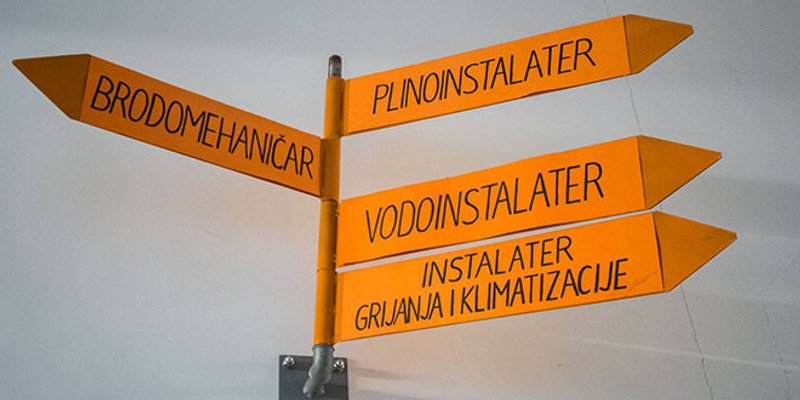 BRODOMEHANIČAR
PLINOINSTALATER
VODOINSTALATER
INSTALATER
GRIJANJA I KLIMATIZACIJE